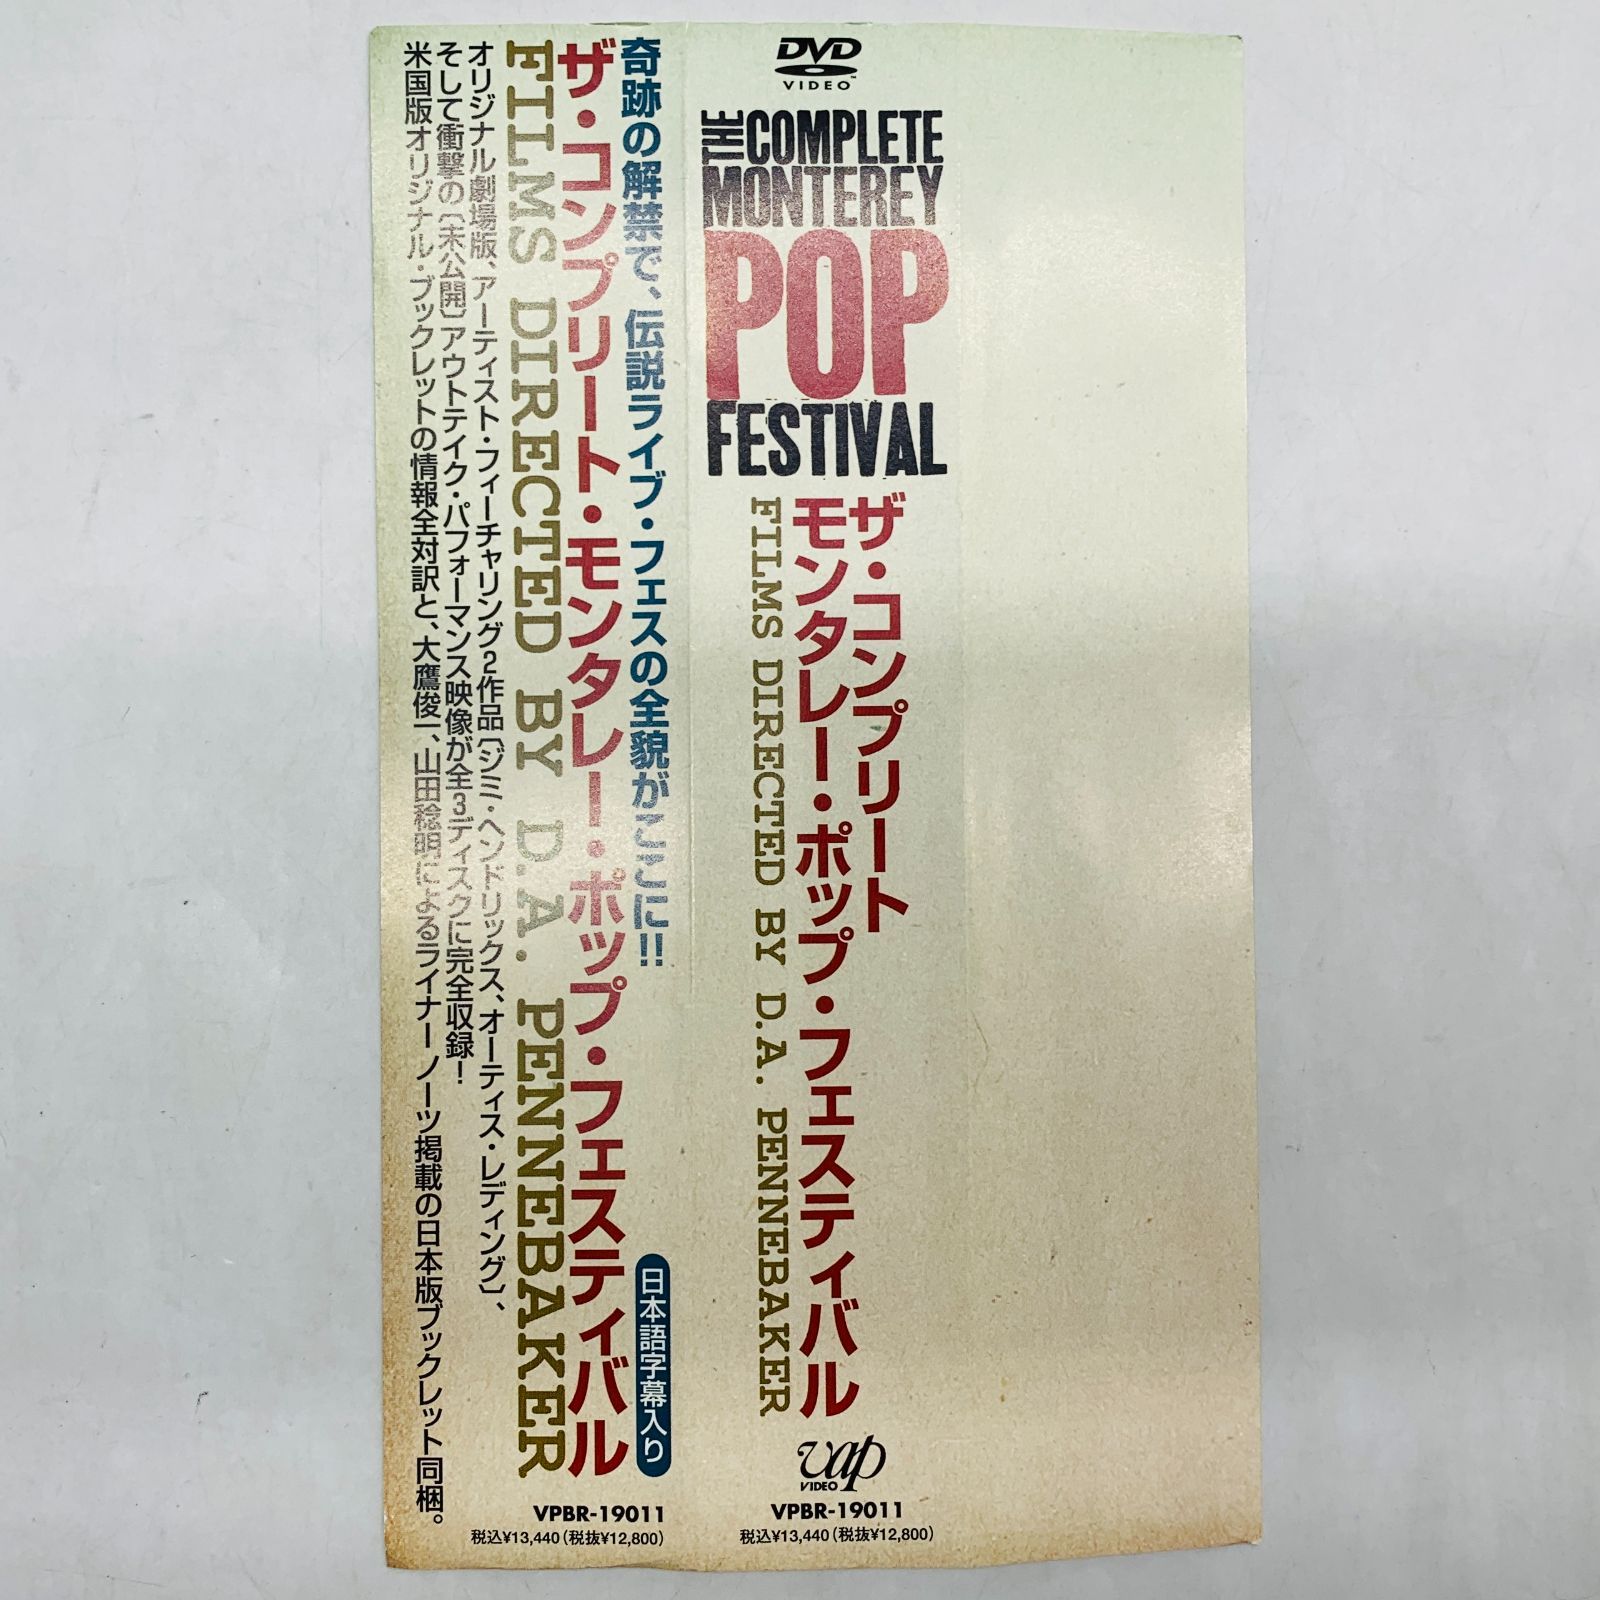 DVD
VIDEO
THE COMPLETE
MONTEREY
POP
FESTIVAL
ザ・コンプリート
モンタレー・ポップ・フェスティバル
FILMS DIRECTED BY D.A. PENNEBAKER
vap
VIDEO
VPBR-19011
税込¥13,440(税抜¥12,800)
奇跡の解禁で、伝説ライブ・フェスの全貌がここに!!
日本語字幕入り
ザ・コンプリート・モンタレー・ポップ・フェスティバル
FILMS DIRECTED BY D.A. PENNEBAKER
オリジナル劇場版、アーティスト・フィーチャリング2作品〔ジミ・ヘンドリックス、オーティス・レディング〕、
そして衝撃の〔未公開〕アウトテイク・パフォーマンス映像が全3ディスクに完全収録!
米国版オリジナル・ブックレットの情報全対訳と、大鷹俊一、山田稔明によるライナーノーツ掲載の日本版ブックレット同梱。
VPBR-19011
税込¥13,440(税抜¥12,800)